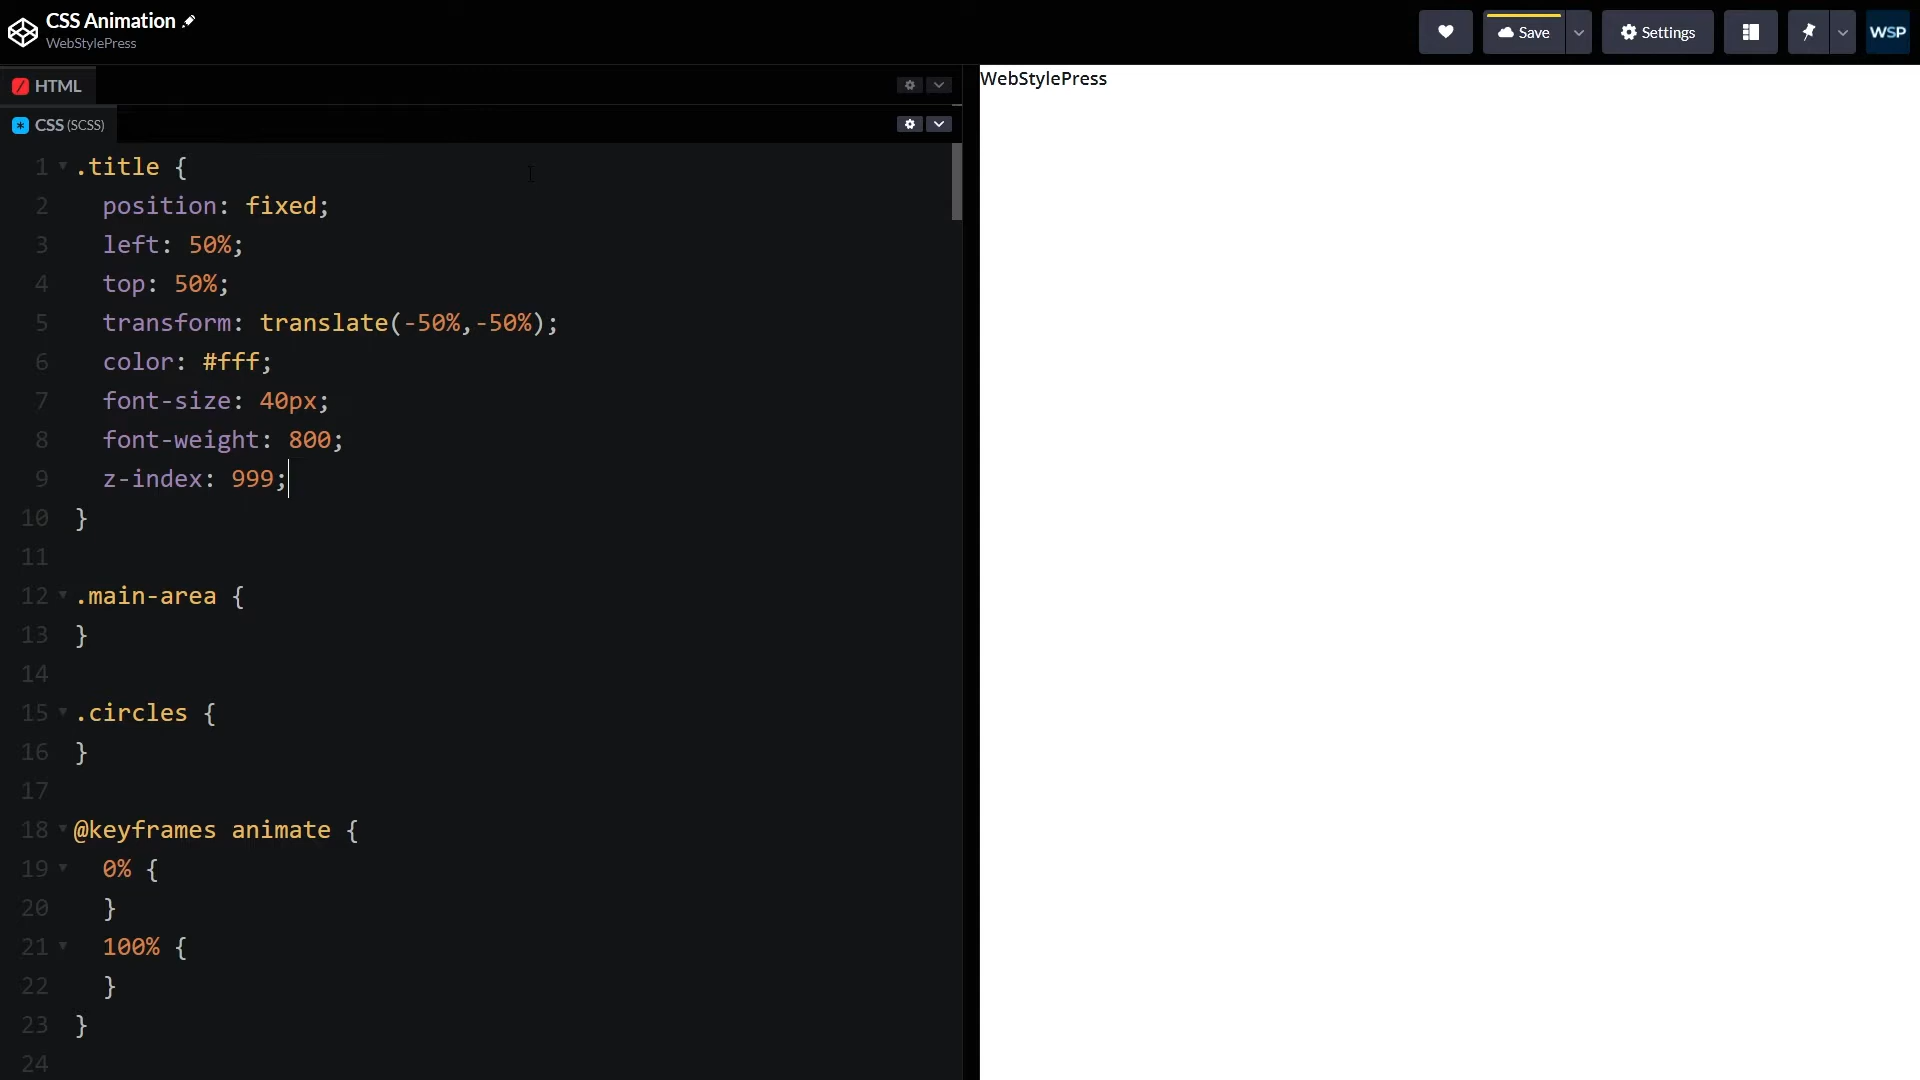 CSS Animation
WebStylePress
Save
Settings
WSP
HTML
CSS (SCSS)
1 .title {
2 position: fixed;
3 left: 50%;
4 top: 50%;
5 transform: translate(-50%,-50%);
6 color: #fff;
7 font-size: 40px;
8 font-weight: 800;
9 z-index: 999;
10 }
11
12 .main-area {
13 }
14
15 .circles {
16 }
17
18 @keyframes animate {
19 0% {
20 }
21 100% {
22 }
23 }
24
WebStylePress